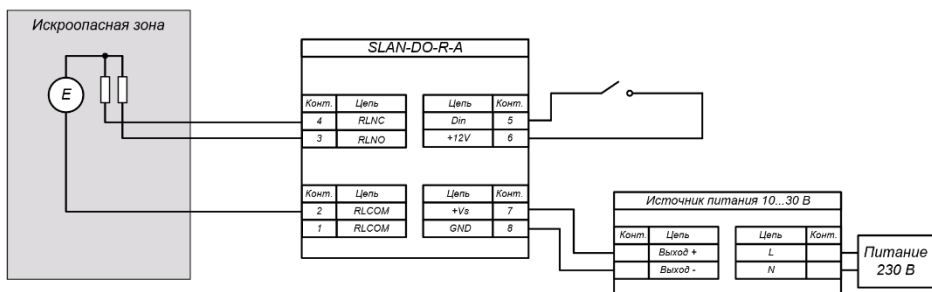 Искроопасная зона
E
SLAN-DO-R-A
Конт. Цепь Цепь Конт.
4 RLNC Din 5
3 RLNO +12V 6
Конт. Цепь Цепь Конт.
2 RLCOM +Vs 7
1 RLCOM GND 8
Источник питания 10...30 В
Конт. Цепь Цепь Конт.
Выход + L
Выход - N
Питание
230 В